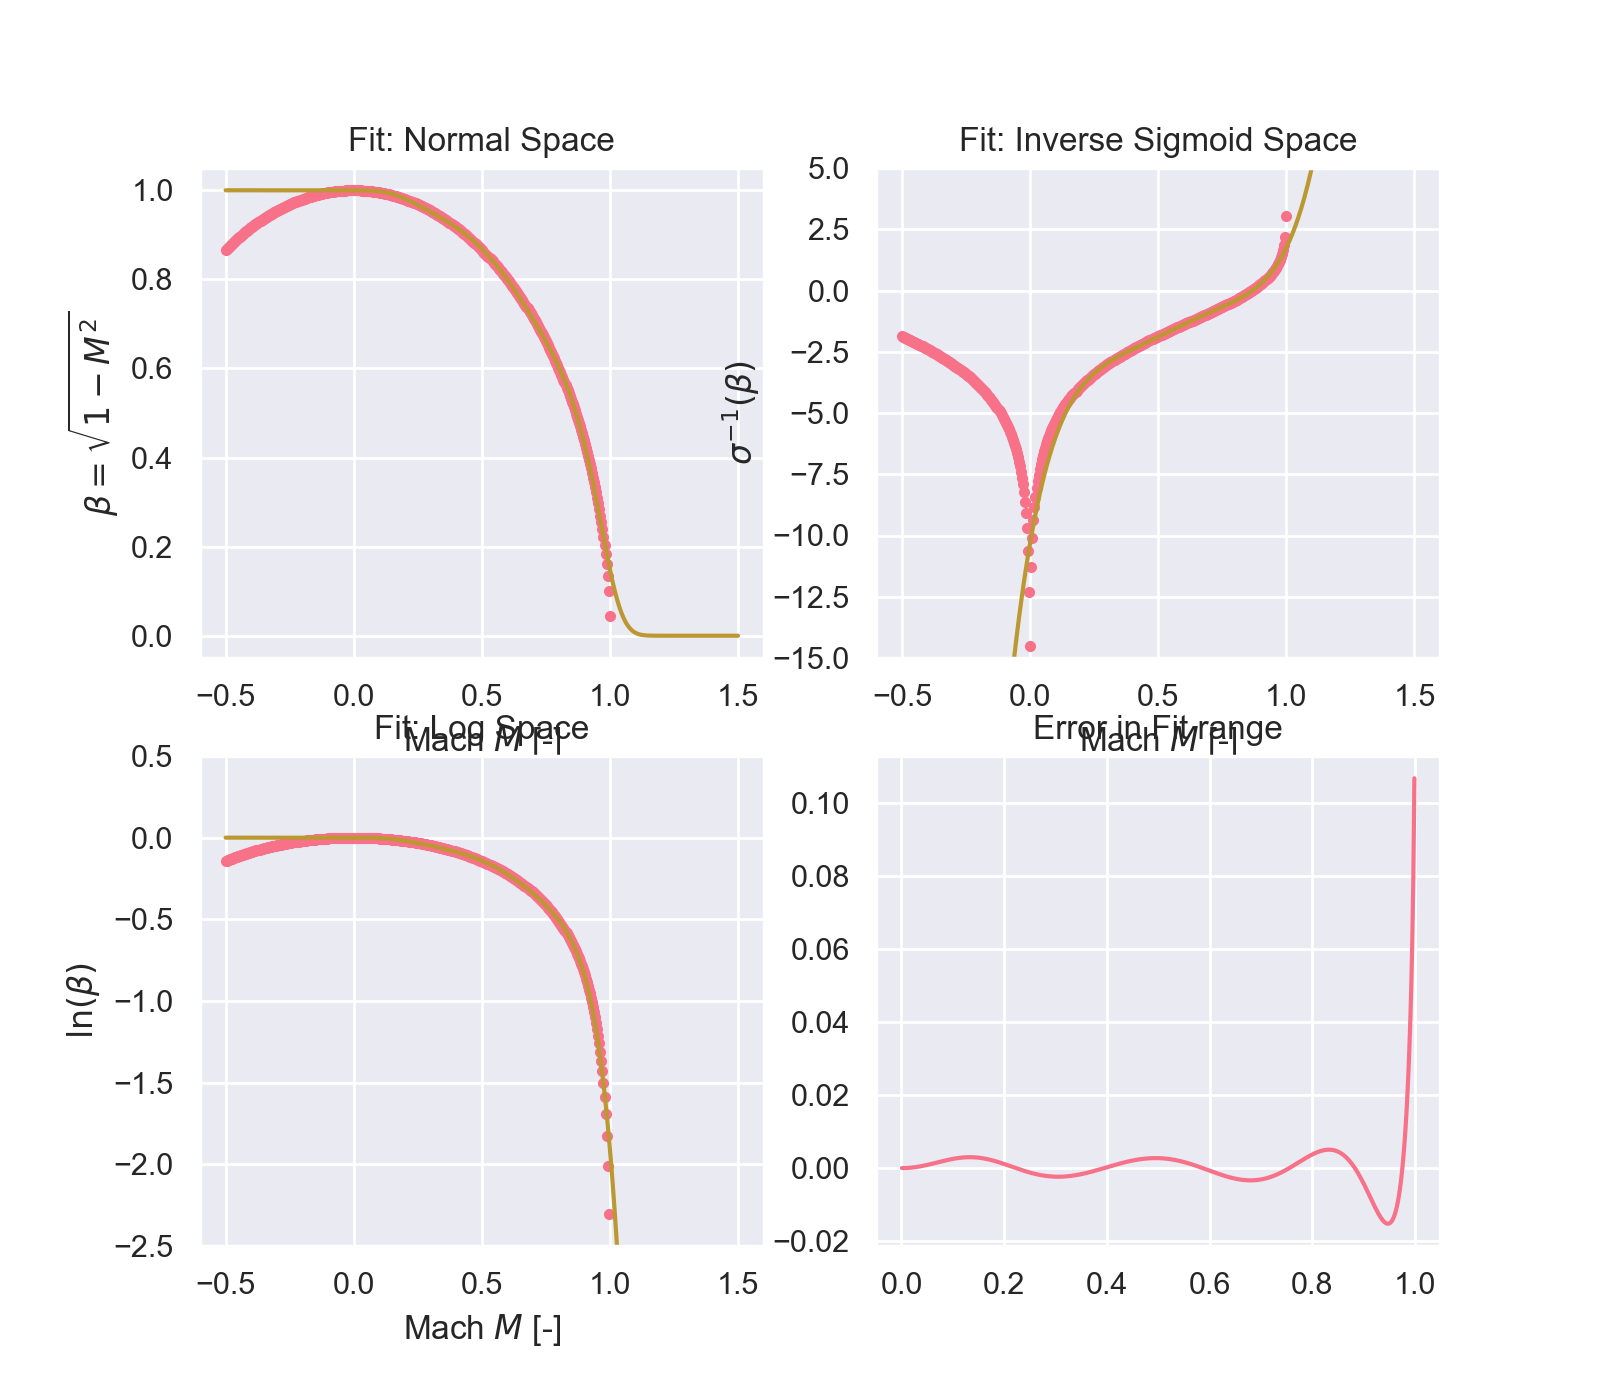 Fit: Normal Space
β = √1 − M²
1.0
0.8
0.6
0.4
0.2
0.0
−0.5 0.0 0.5 1.0 1.5
Mach M [-]
Fit: Inverse Sigmoid Space
σ⁻¹(β)
5.0
2.5
0.0
−2.5
−5.0
−7.5
−10.0
−12.5
−15.0
−0.5 0.0 0.5 1.0 1.5
Mach M [-]
Fit: Log Space
ln(β)
0.5
0.0
−0.5
−1.0
−1.5
−2.0
−2.5
−0.5 0.0 0.5 1.0 1.5
Mach M [-]
Error in Fit range
0.10
0.08
0.06
0.04
0.02
0.00
−0.02
0.0 0.2 0.4 0.6 0.8 1.0